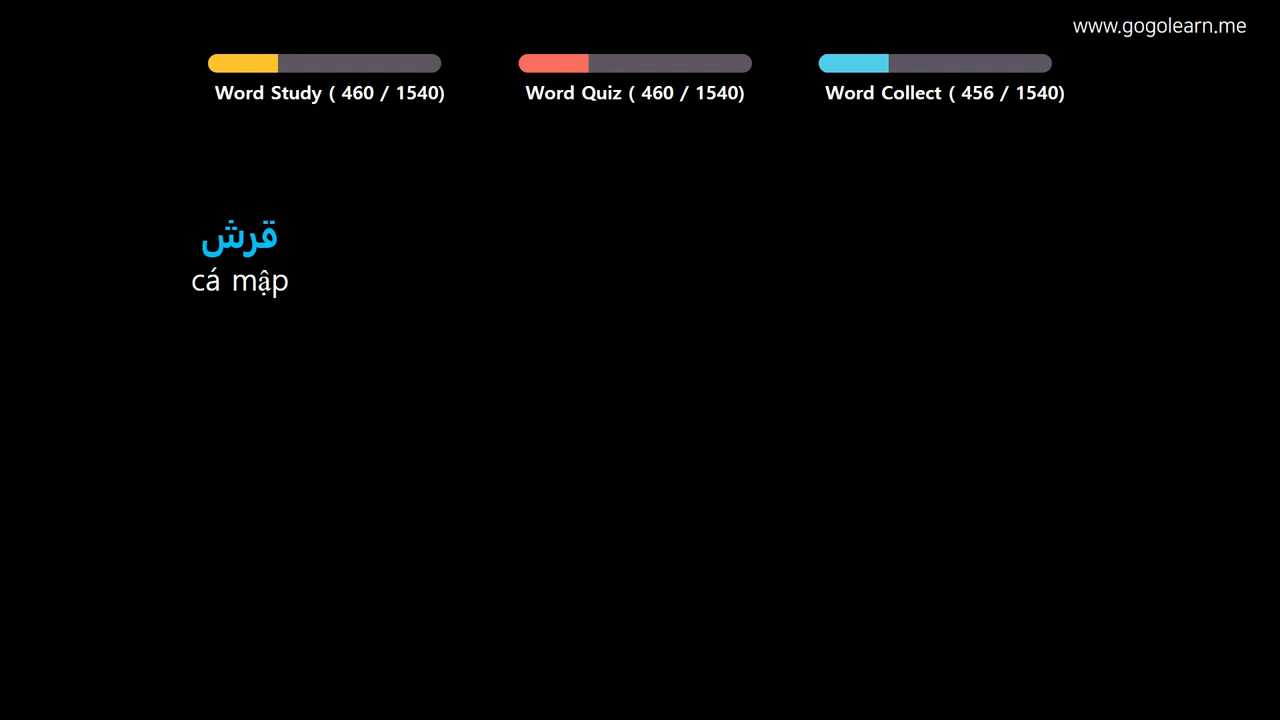 www.gogolearn.me
Word Study ( 460 / 1540)
Word Quiz ( 460 / 1540)
Word Collect ( 456 / 1540)
قرش
cá mập